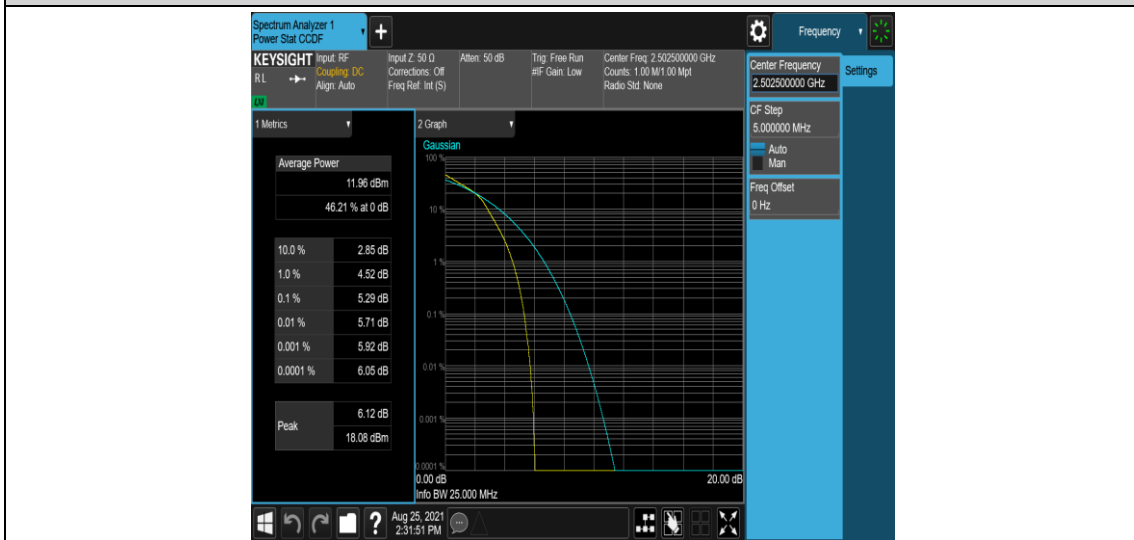 Spectrum Analyzer 1
Power Stat CCDF
+
Frequency
KEYSIGHT
RL
LXI
Input: RF
Coupling: DC
Align: Auto
Input Z: 50 Ω
Corrections: Off
Freq Ref: Int (S)
Atten: 50 dB
Trig: Free Run
#IF Gain: Low
Center Freq: 2.502500000 GHz
Counts: 1.00 M/1.00 Mpt
Radio Std: None
Center Frequency
2.502500000 GHz
Settings
CF Step
5.000000 MHz
Auto
Man
Freq Offset
0 Hz
1 Metrics
Average Power
11.96 dBm
46.21 % at 0 dB
10.0 % 2.85 dB
1.0 % 4.52 dB
0.1 % 5.29 dB
0.01 % 5.71 dB
0.001 % 5.92 dB
0.0001 % 6.05 dB
Peak 6.12 dB
18.08 dBm
2 Graph
Gaussian
100 %
10 %
1 %
0.1 %
0.01 %
0.001 %
0.0001 %
0.00 dB 20.00 dB
Info BW 25.000 MHz
?
Aug 25, 2021
2:31:51 PM